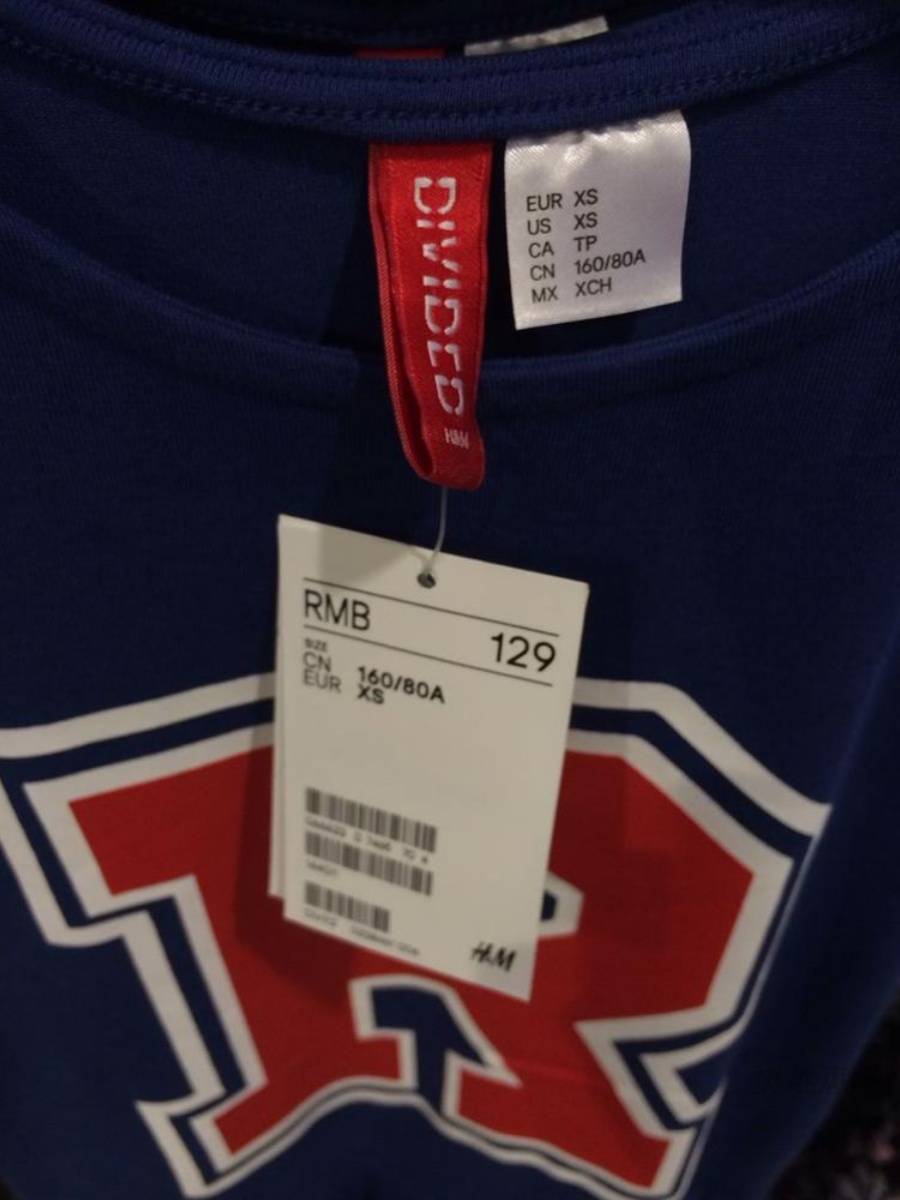 DIVIDED
H&M
EUR XS
US XS
CA TP
CN 160/80A
MX XCH
RMB 129
SIZE
CN 160/80A
EUR XS
H&M
R